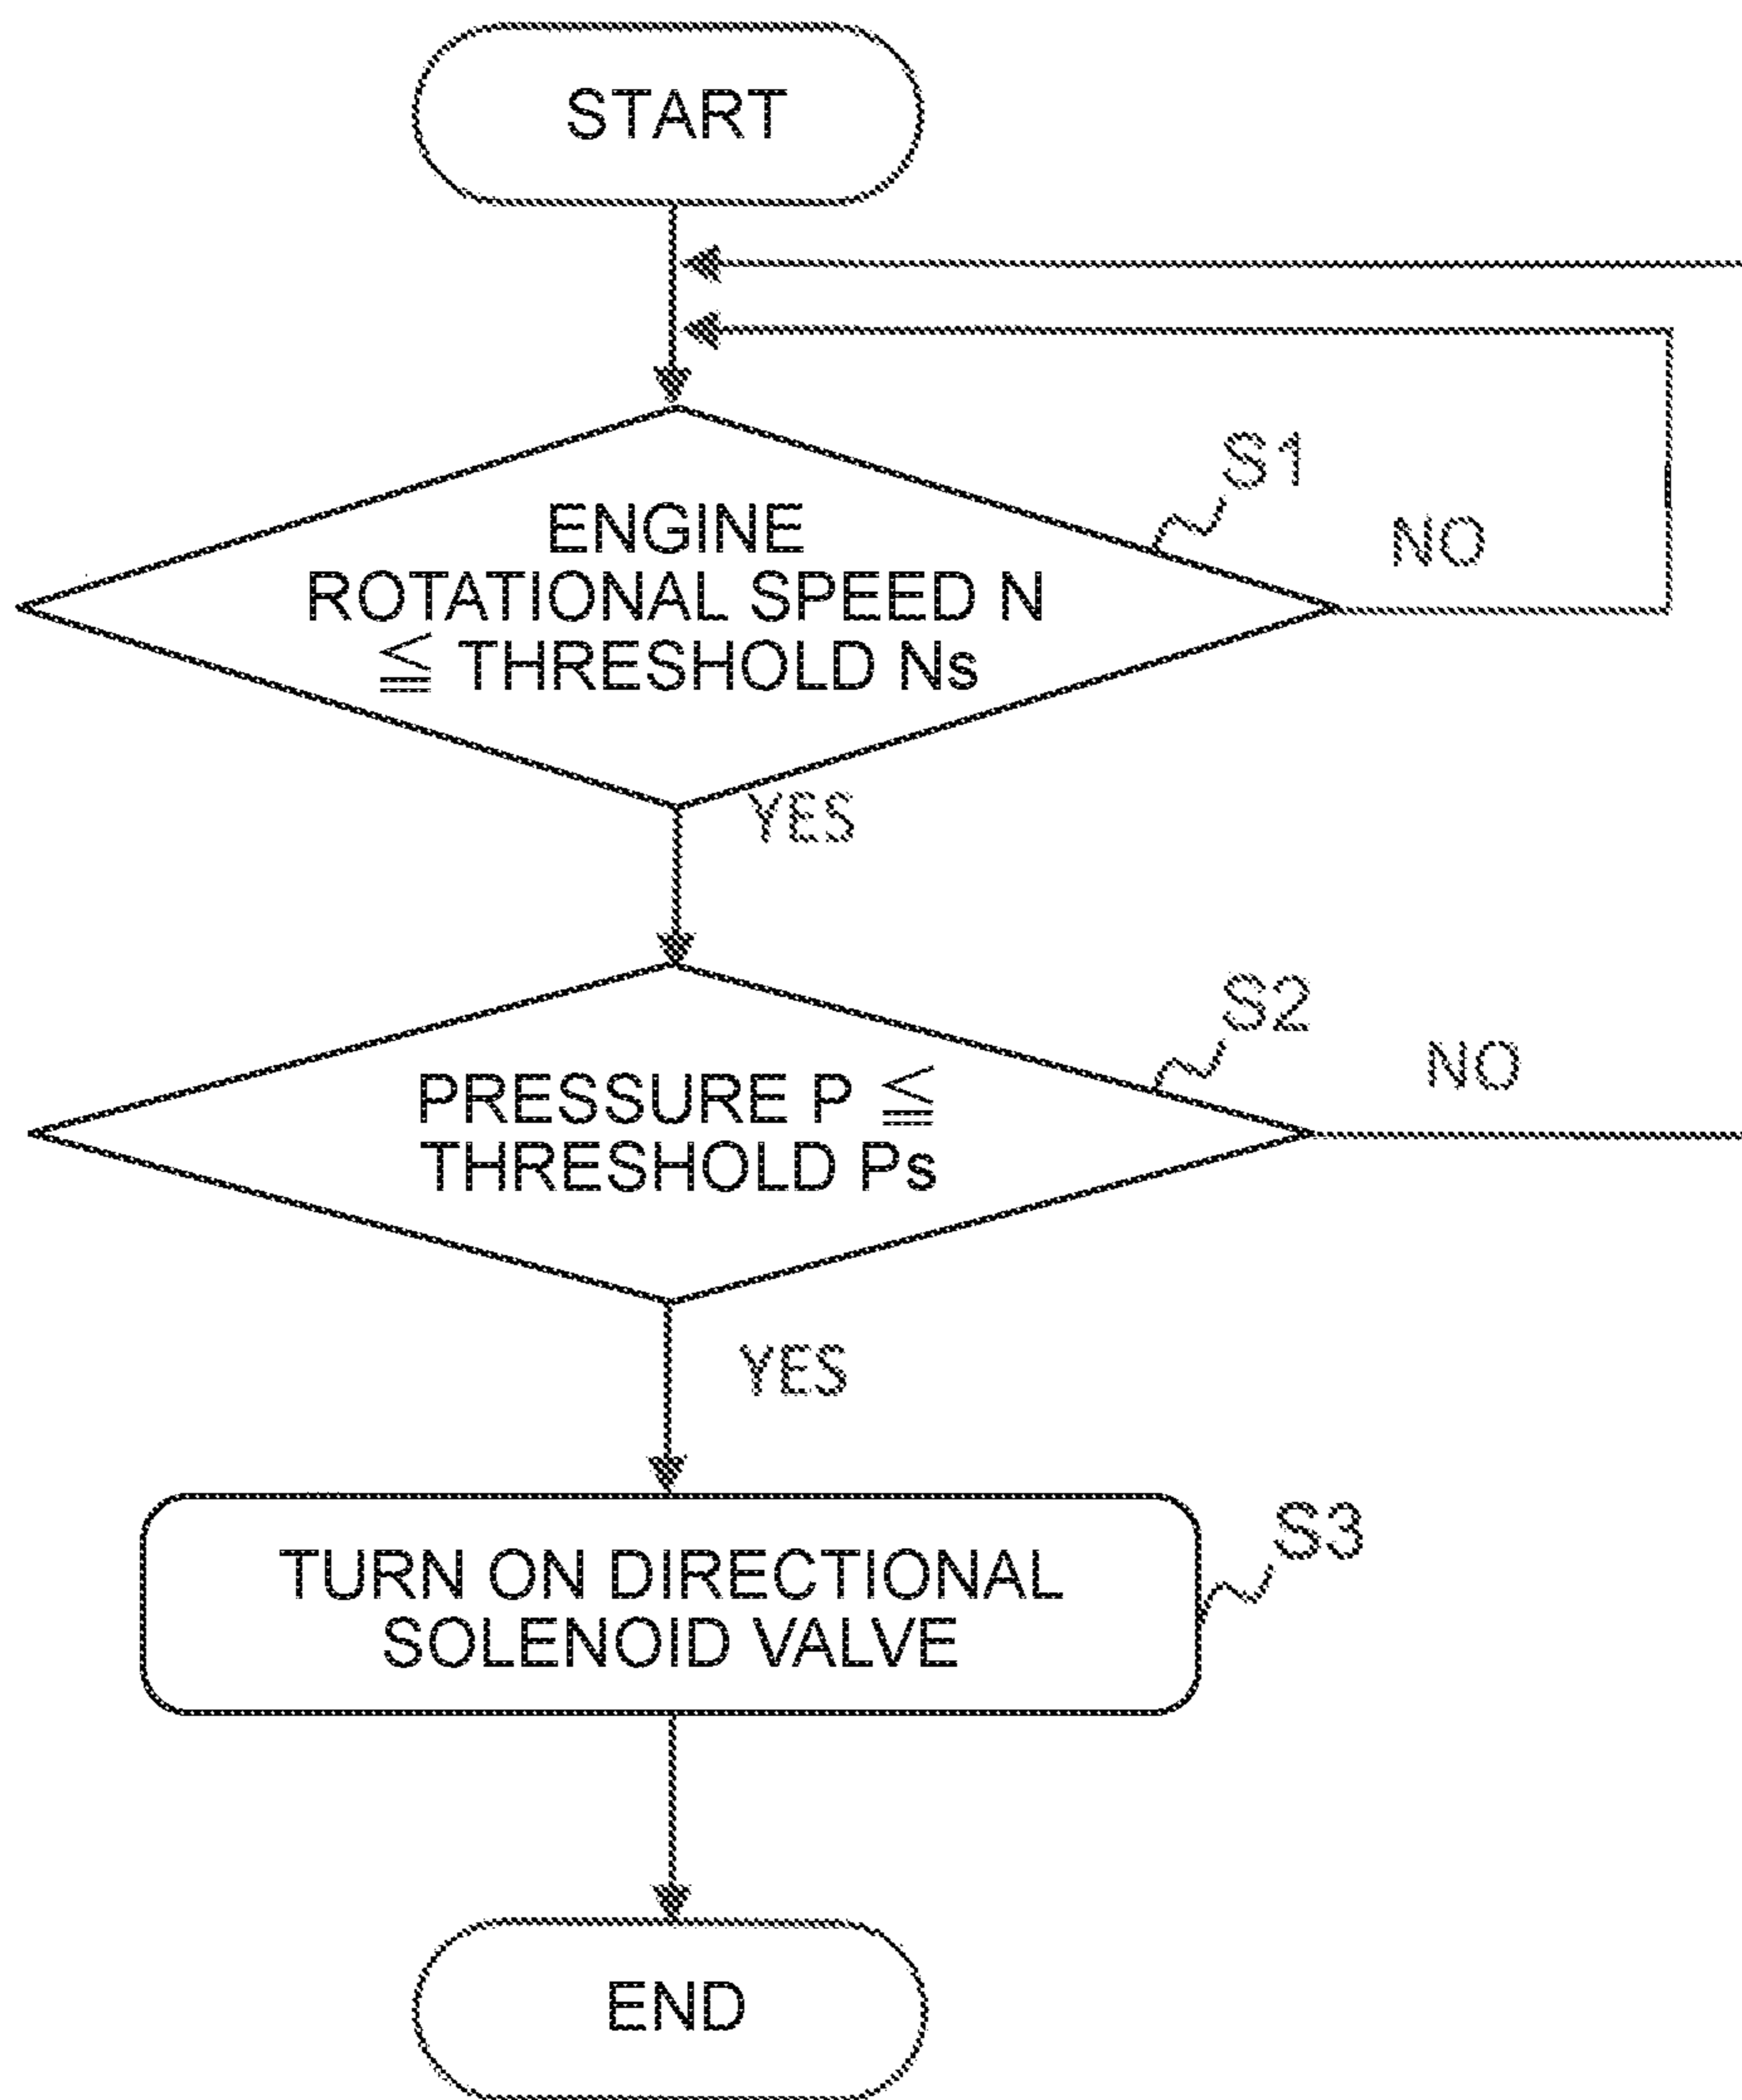 START
S1
ENGINE
ROTATIONAL SPEED N
≦ THRESHOLD Ns
NO
YES
S2
PRESSURE P ≦
THRESHOLD Ps
NO
YES
S3
TURN ON DIRECTIONAL
SOLENOID VALVE
END